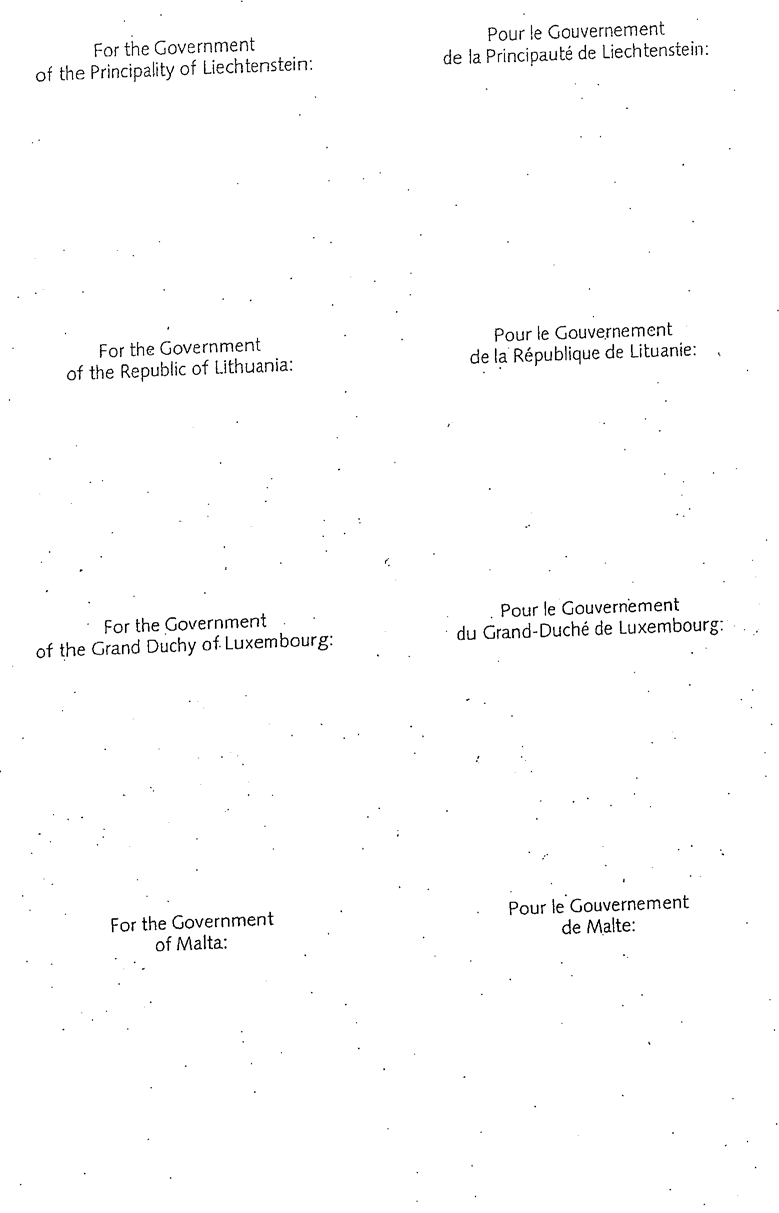 For the Government
of the Principality of Liechtenstein:
Pour le Gouvernement
de la Principauté de Liechtenstein:
For the Government
of the Republic of Lithuania:
Pour le Gouvernement
de la République de Lituanie:
For the Government
of the Grand Duchy of Luxembourg:
Pour le Gouvernement
du Grand-Duché de Luxembourg:
For the Government
of Malta:
Pour le Gouvernement
de Malte: